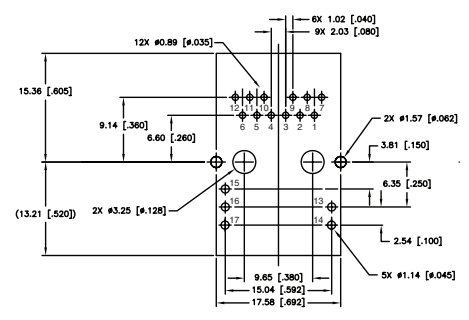 6X 1.02 [.040]
9X 2.03 [.080]
12X ø0.89 [ø.035]
15.36 [.605]
12 11 10 9 8 7
9.14 [.360]
6 5 4 3 2 1
2X ø1.57 [ø.062]
6.60 [.260]
3.81 [.150]
15
6.35 [.250]
2X ø3.25 [ø.128]
16 13
(13.21 [.520])
17 14
2.54 [.100]
9.65 [.380]
5X ø1.14 [ø.045]
15.04 [.592]
17.58 [.692]